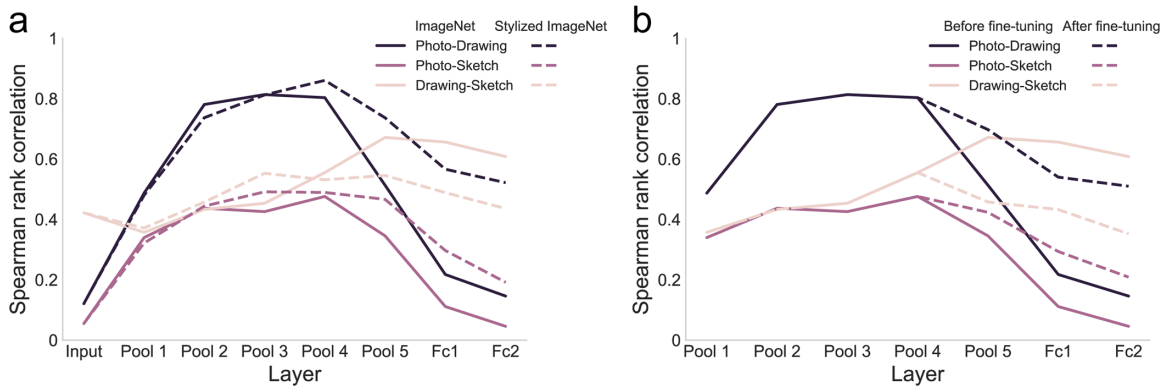 a
ImageNet Stylized ImageNet
Photo-Drawing
Photo-Sketch
Drawing-Sketch
Spearman rank correlation
1
0.8
0.6
0.4
0.2
0
Input Pool 1 Pool 2 Pool 3 Pool 4 Pool 5 Fc1 Fc2
Layer
b
Before fine-tuning After fine-tuning
Photo-Drawing
Photo-Sketch
Drawing-Sketch
Spearman rank correlation
1
0.8
0.6
0.4
0.2
0
Pool 1 Pool 2 Pool 3 Pool 4 Pool 5 Fc1 Fc2
Layer